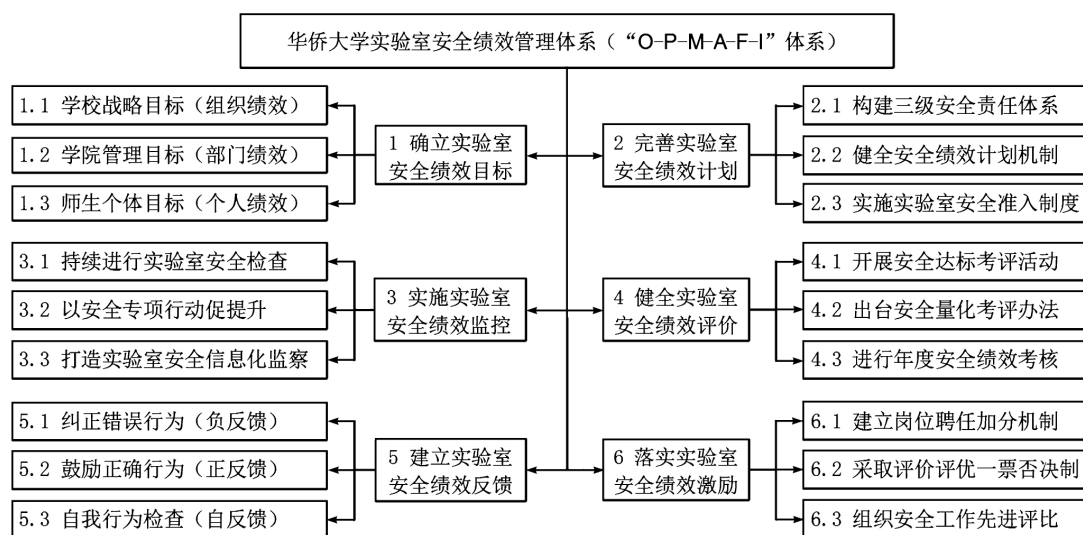 华侨大学实验室安全绩效管理体系(“O-P-M-A-F-I”体系)
1.1 学校战略目标(组织绩效)
1.2 学院管理目标(部门绩效)
1.3 师生个体目标(个人绩效)
1 确立实验室
安全绩效目标
2 完善实验室
安全绩效计划
2.1 构建三级安全责任体系
2.2 健全安全绩效计划机制
2.3 实施实验室安全准入制度
3.1 持续进行实验室安全检查
3.2 以安全专项行动促提升
3.3 打造实验室安全信息化监察
3 实施实验室
安全绩效监控
4 健全实验室
安全绩效评价
4.1 开展安全达标考评活动
4.2 出台安全量化考评办法
4.3 进行年度安全绩效考核
5.1 纠正错误行为(负反馈)
5.2 鼓励正确行为(正反馈)
5.3 自我行为检查(自反馈)
5 建立实验室
安全绩效反馈
6 落实实验室
安全绩效激励
6.1 建立岗位聘任加分机制
6.2 采取评价评优一票否决制
6.3 组织安全工作先进评比